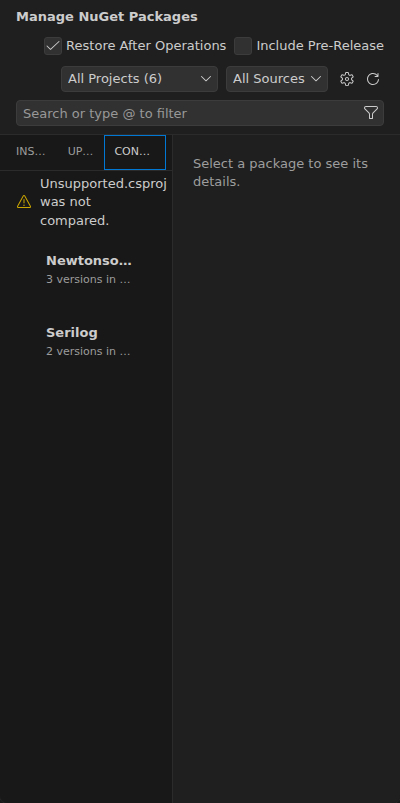 Manage NuGet Packages
Restore After Operations
Include Pre-Release
All Projects (6)
All Sources
Search or type @ to filter
INS...
UP...
CON...
Unsupported.csproj
was not
compared.
Newtonso...
3 versions in ...
Serilog
2 versions in ...
Select a package to see its
details.